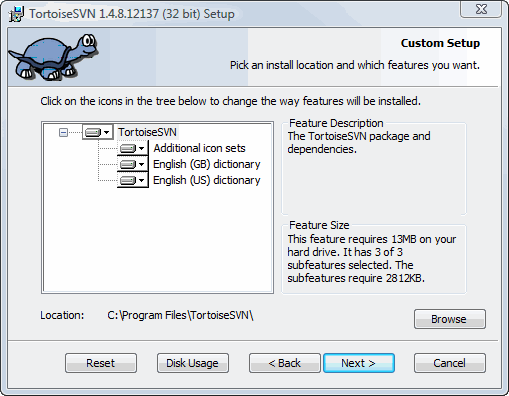 TortoiseSVN 1.4.8.12137 (32 bit) Setup
Custom Setup
Pick an install location and which features you want.
Click on the icons in the tree below to change the way features will be installed.
TortoiseSVN
Additional icon sets
English (GB) dictionary
English (US) dictionary
Feature Description
The TortoiseSVN package and
dependencies.
Feature Size
This feature requires 13MB on your
hard drive. It has 3 of 3
subfeatures selected. The
subfeatures require 2812KB.
Location: C:\Program Files\TortoiseSVN\
Browse
Reset Disk Usage < Back Next > Cancel